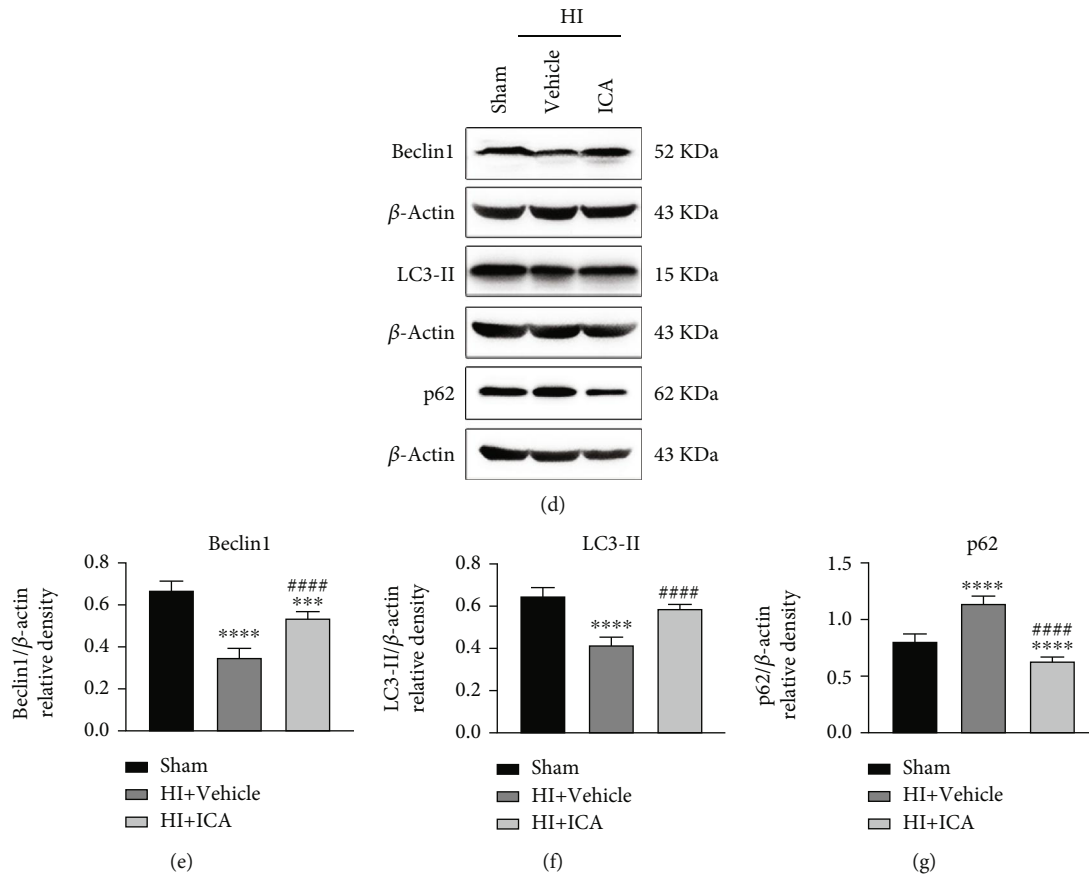 HI
Sham
Vehicle
ICA
Beclin1
52 KDa
β-Actin
43 KDa
LC3-II
15 KDa
β-Actin
43 KDa
p62
62 KDa
β-Actin
43 KDa
(d)
Beclin1
Beclin1/β-actin
relative density
0.8
0.6
0.4
0.2
0.0
****
####
***
Sham
HI+Vehicle
HI+ICA
(e)
LC3-II
LC3-II/β-actin
relative density
0.8
0.6
0.4
0.2
0.0
****
####
Sham
HI+Vehicle
HI+ICA
(f)
p62
p62/β-actin
relative density
1.5
1.0
0.5
0.0
****
####
****
Sham
HI+Vehicle
HI+ICA
(g)